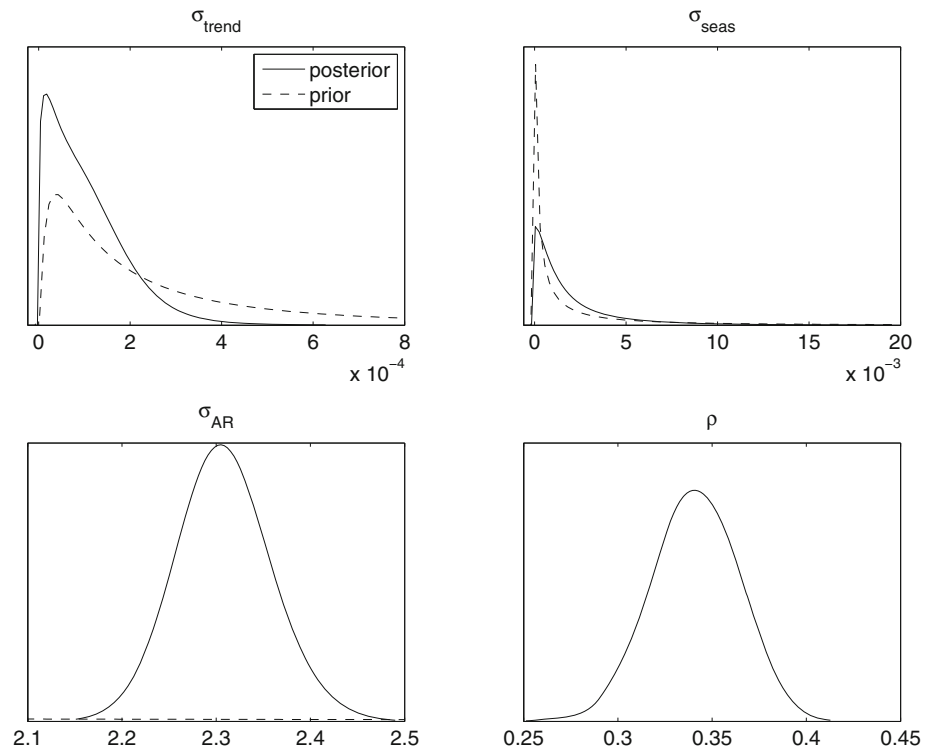 σtrend
posterior
prior
0 2 4 6 8
x 10-4
σseas
0 5 10 15 20
x 10-3
σAR
2.1 2.2 2.3 2.4 2.5
ρ
0.25 0.3 0.35 0.4 0.45